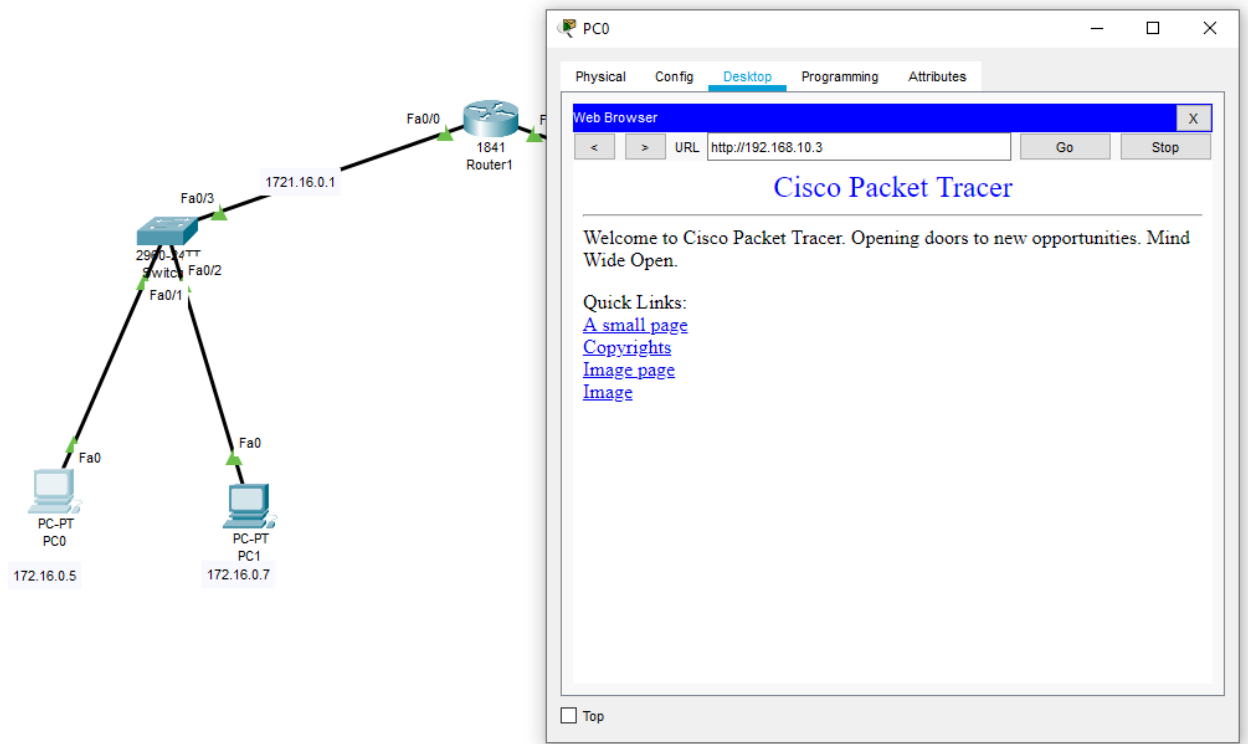 Fa0/0
F
1841
Router1
1721.16.0.1
Fa0/3
2960-24TT
Switc
Fa0/2
Fa0/1
Fa0
Fa0
PC-PT
PC0
172.16.0.5
PC-PT
PC1
172.16.0.7
PC0
Physical Config Desktop Programming Attributes
Web Browser X
< > URL http://192.168.10.3 Go Stop
Cisco Packet Tracer
Welcome to Cisco Packet Tracer. Opening doors to new opportunities. Mind
Wide Open.
Quick Links:
A small page
Copyrights
Image page
Image
Top